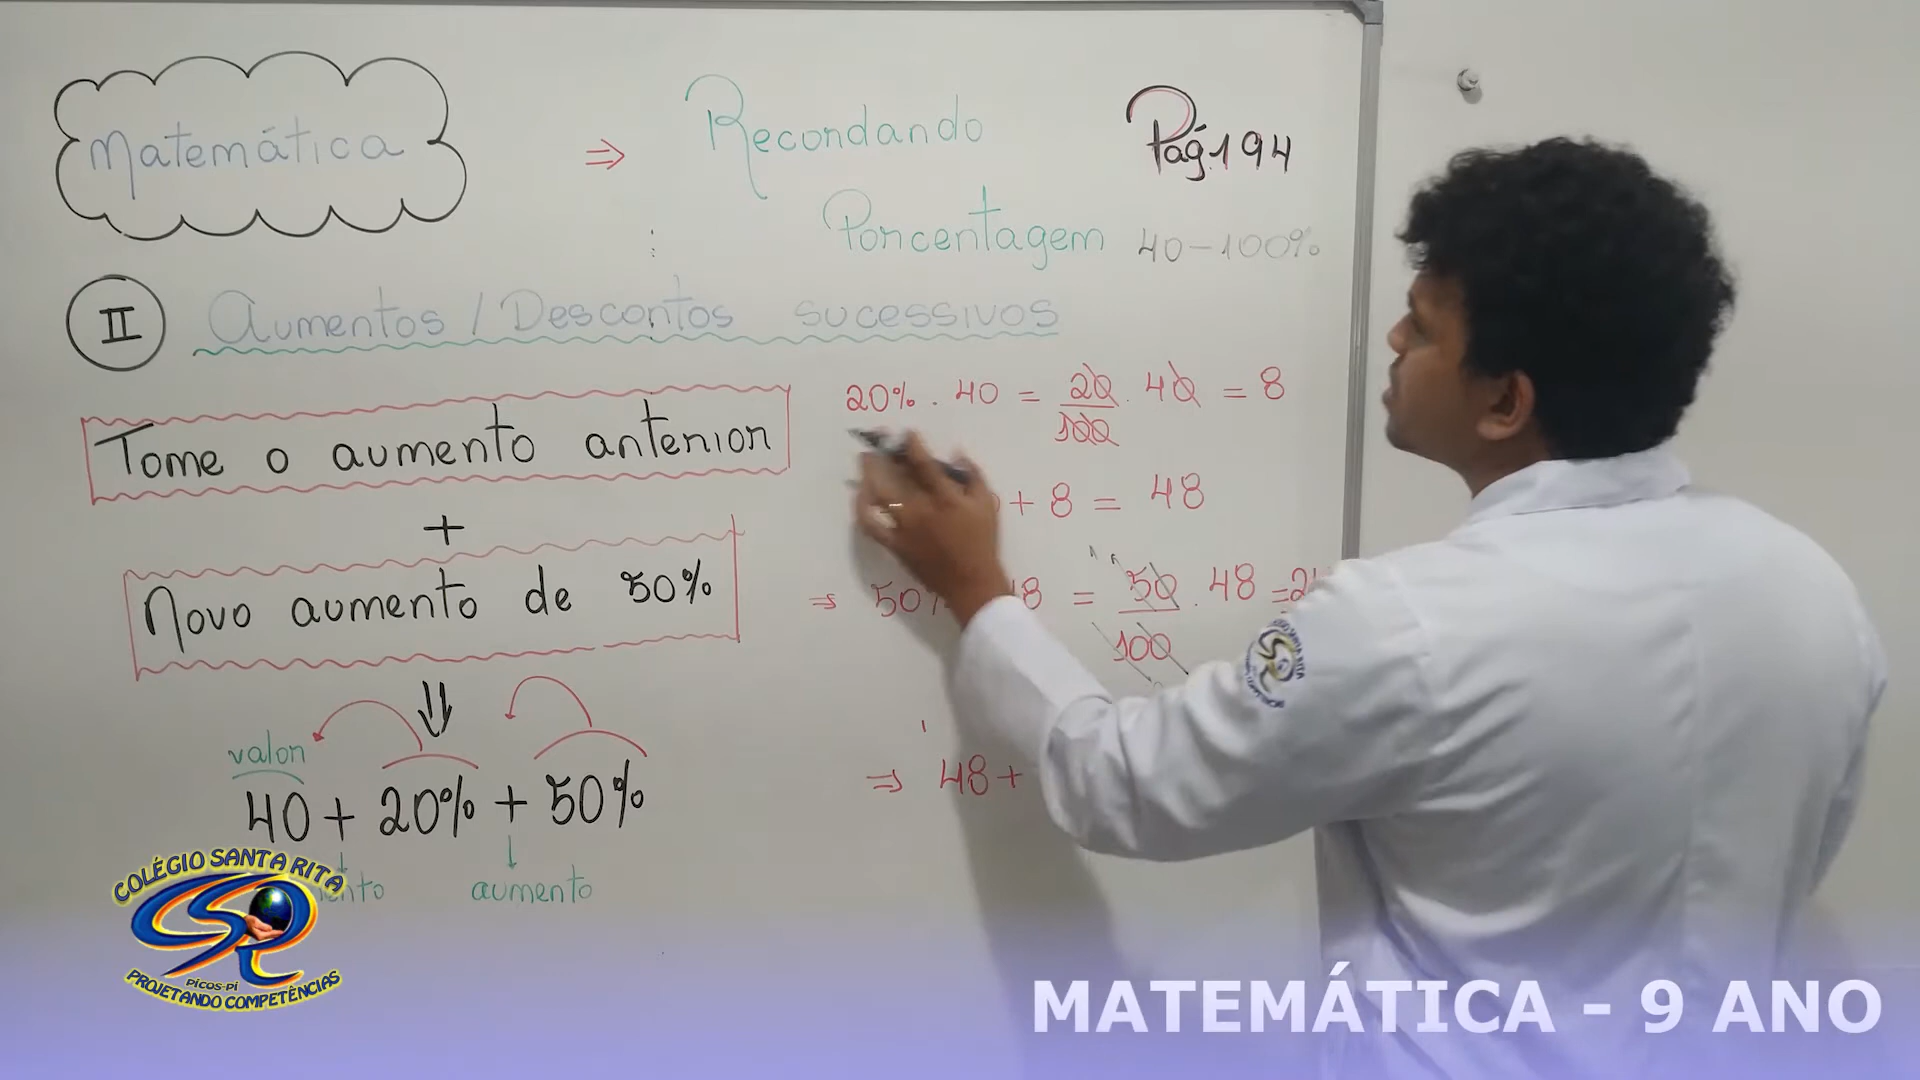 Matemática ⇒ Recordando Pág.194
Porcentagem 40-100%
II Aumentos / Descontos sucessivos
Tome o aumento anterior
+
Novo aumento de 50%
⇓
valor
40 + 20% + 50%
aumento
20% . 40 = 20/100 . 40 = 8
+ 8 = 48
⇒ 50% 48 = 50/100 . 48 =
⇒ 48 +
COLÉGIO SANTA RITA
PICOS-PI
PROJETANDO COMPETÊNCIAS
MATEMÁTICA - 9 ANO